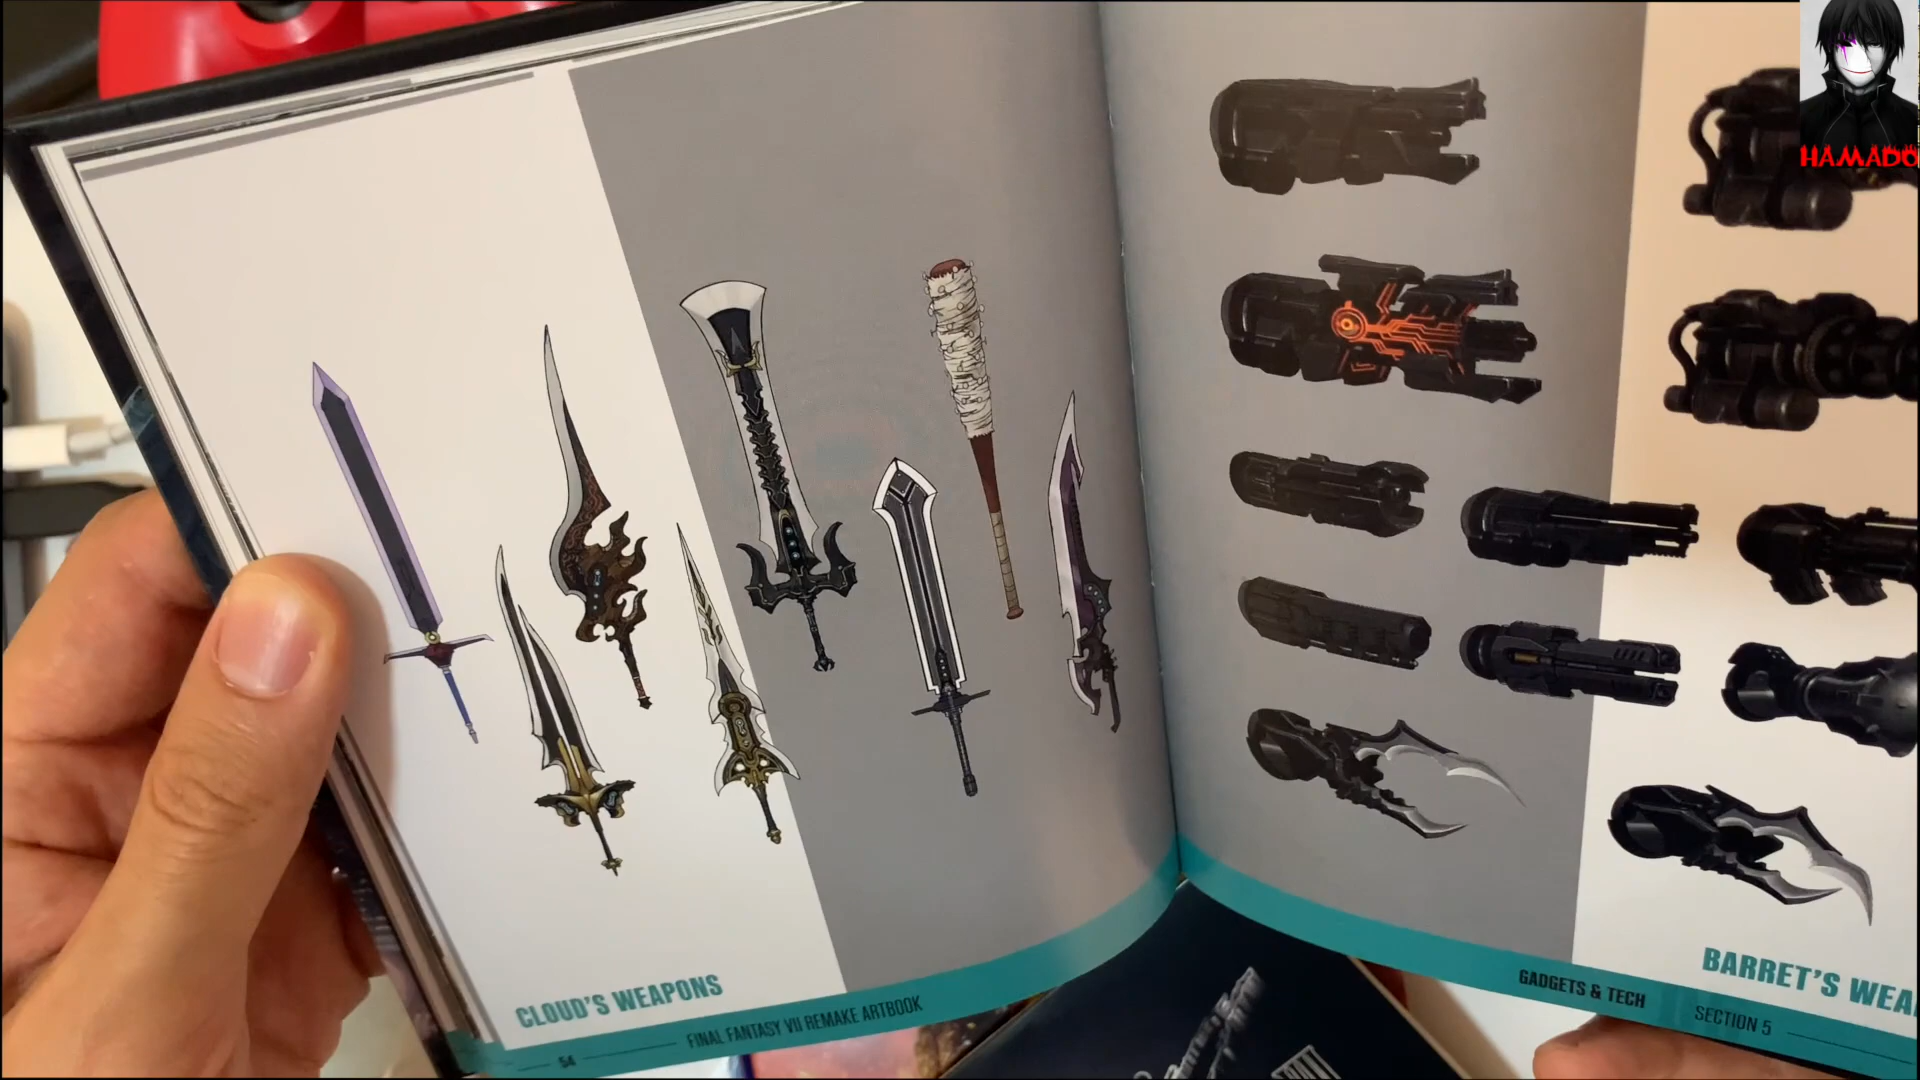 HAMADO
CLOUD'S WEAPONS
54
FINAL FANTASY VII REMAKE ARTBOOK
BARRET'S WEA
GADGETS & TECH
SECTION 5